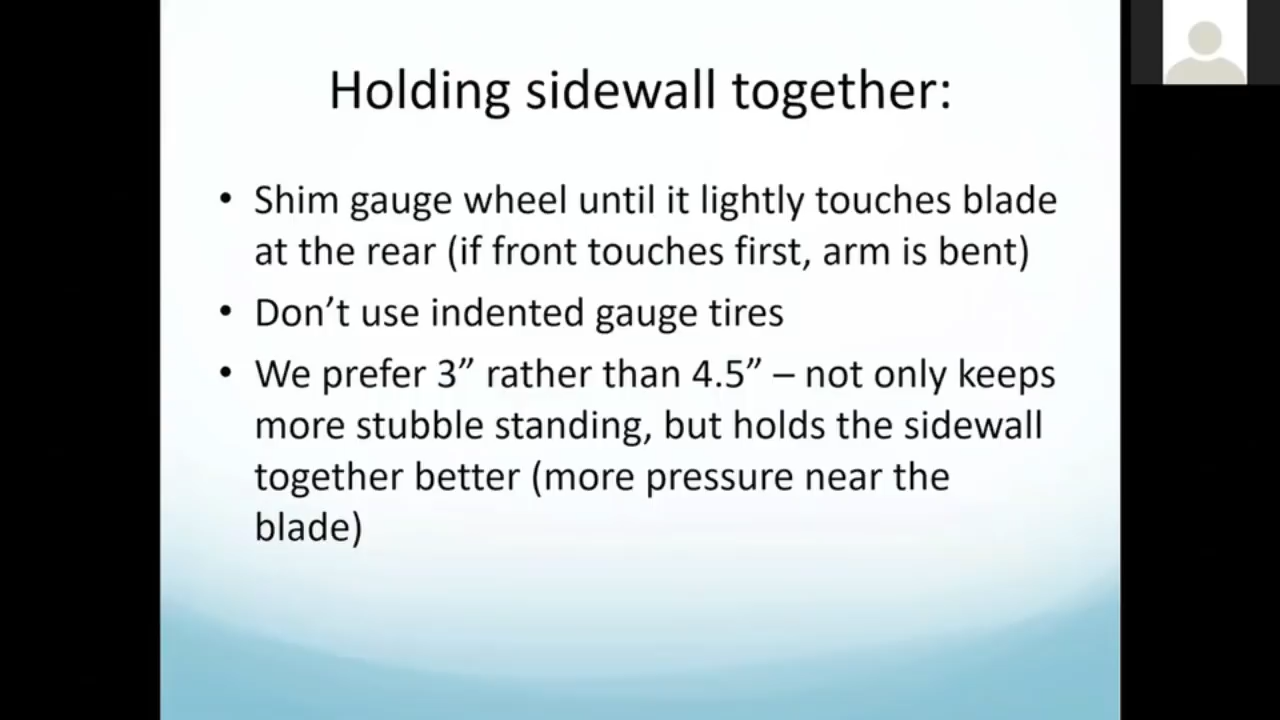 Holding sidewall together:
• Shim gauge wheel until it lightly touches blade
at the rear (if front touches first, arm is bent)
• Don’t use indented gauge tires
• We prefer 3” rather than 4.5” – not only keeps
more stubble standing, but holds the sidewall
together better (more pressure near the
blade)